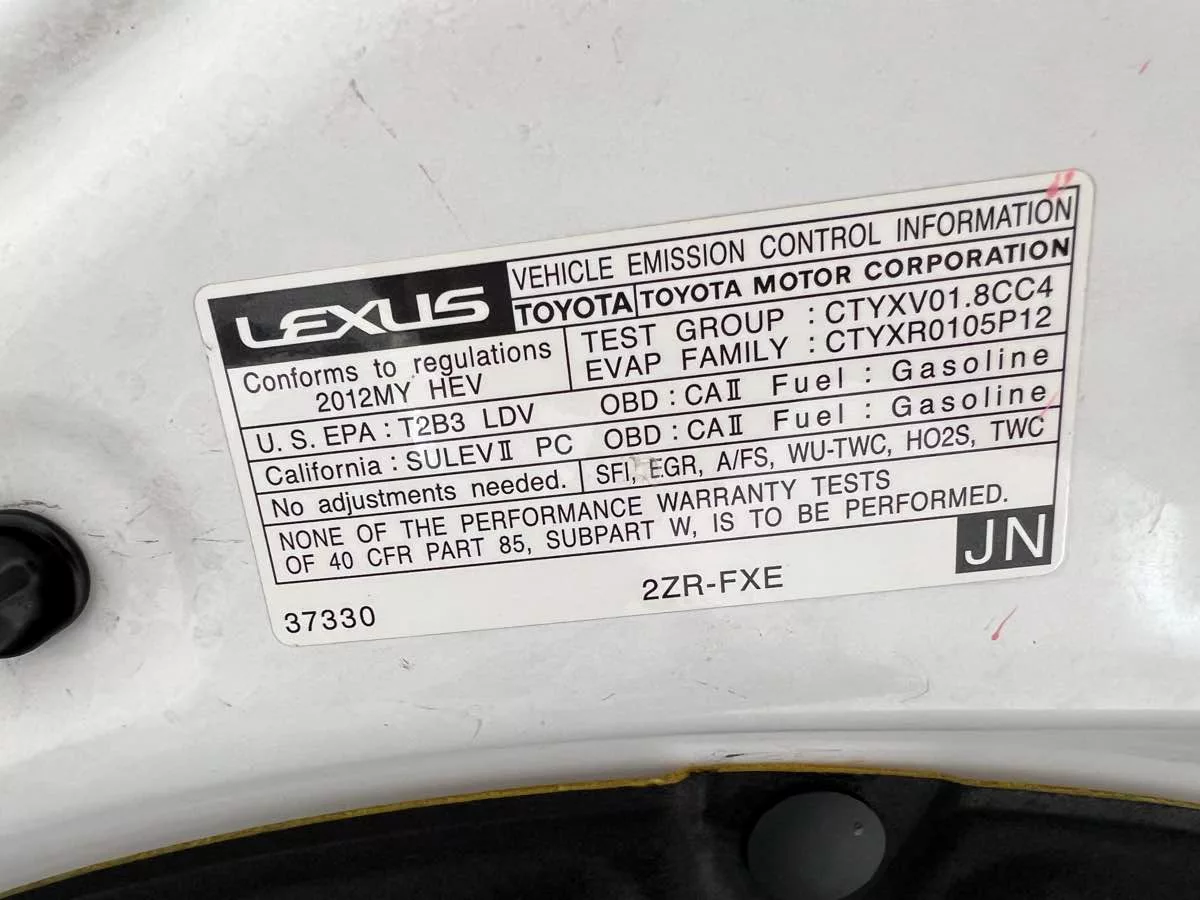 LEXUS
VEHICLE EMISSION CONTROL INFORMATION
TOYOTA TOYOTA MOTOR CORPORATION
Conforms to regulations
2012MY HEV
TEST GROUP : CTYXV01.8CC4
EVAP FAMILY : CTYXR0105P12
U.S. EPA : T2B3 LDV OBD : CAⅡ Fuel : Gasoline
California : SULEVⅡ PC OBD : CAⅡ Fuel : Gasoline
No adjustments needed. SFI, EGR, A/FS, WU-TWC, HO2S, TWC
NONE OF THE PERFORMANCE WARRANTY TESTS
OF 40 CFR PART 85, SUBPART W, IS TO BE PERFORMED.
JN
2ZR-FXE
37330